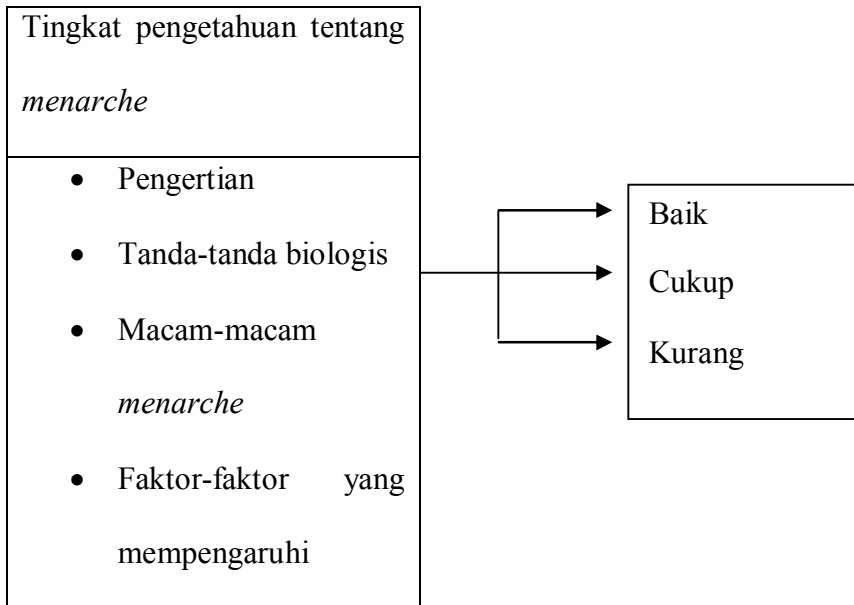 Tingkat pengetahuan tentang
menarche
• Pengertian
• Tanda-tanda biologis
• Macam-macam
menarche
• Faktor-faktor yang
mempengaruhi
Baik
Cukup
Kurang